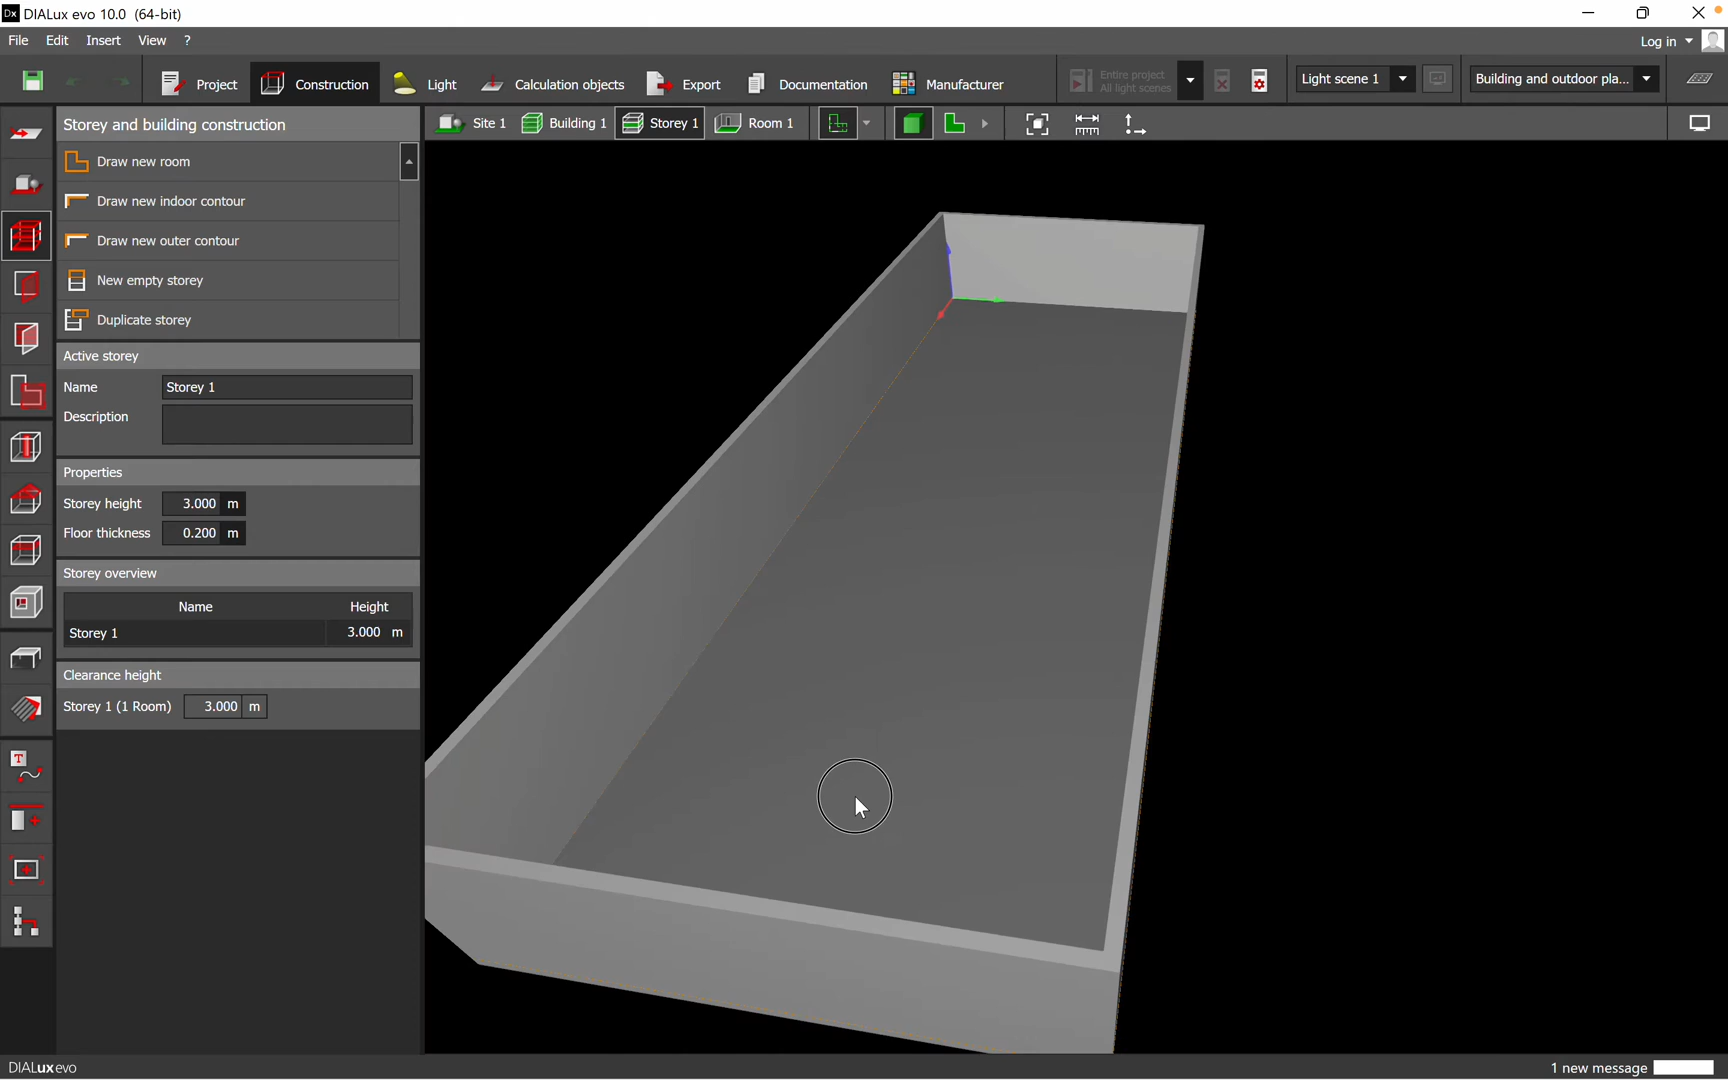 Dx DIALux evo 10.0 (64-bit)
File Edit Insert View ?
Log in
Project Construction Light Calculation objects Export Documentation Manufacturer
Entire project
All light scenes
Light scene 1
Building and outdoor pla...
Storey and building construction
Site 1 Building 1 Storey 1 Room 1
Draw new room
Draw new indoor contour
Draw new outer contour
New empty storey
Duplicate storey
Active storey
Name Storey 1
Description
Properties
Storey height 3.000 m
Floor thickness 0.200 m
Storey overview
Name Height
Storey 1 3.000 m
Clearance height
Storey 1 (1 Room) 3.000 m
T
DIALux evo
1 new message